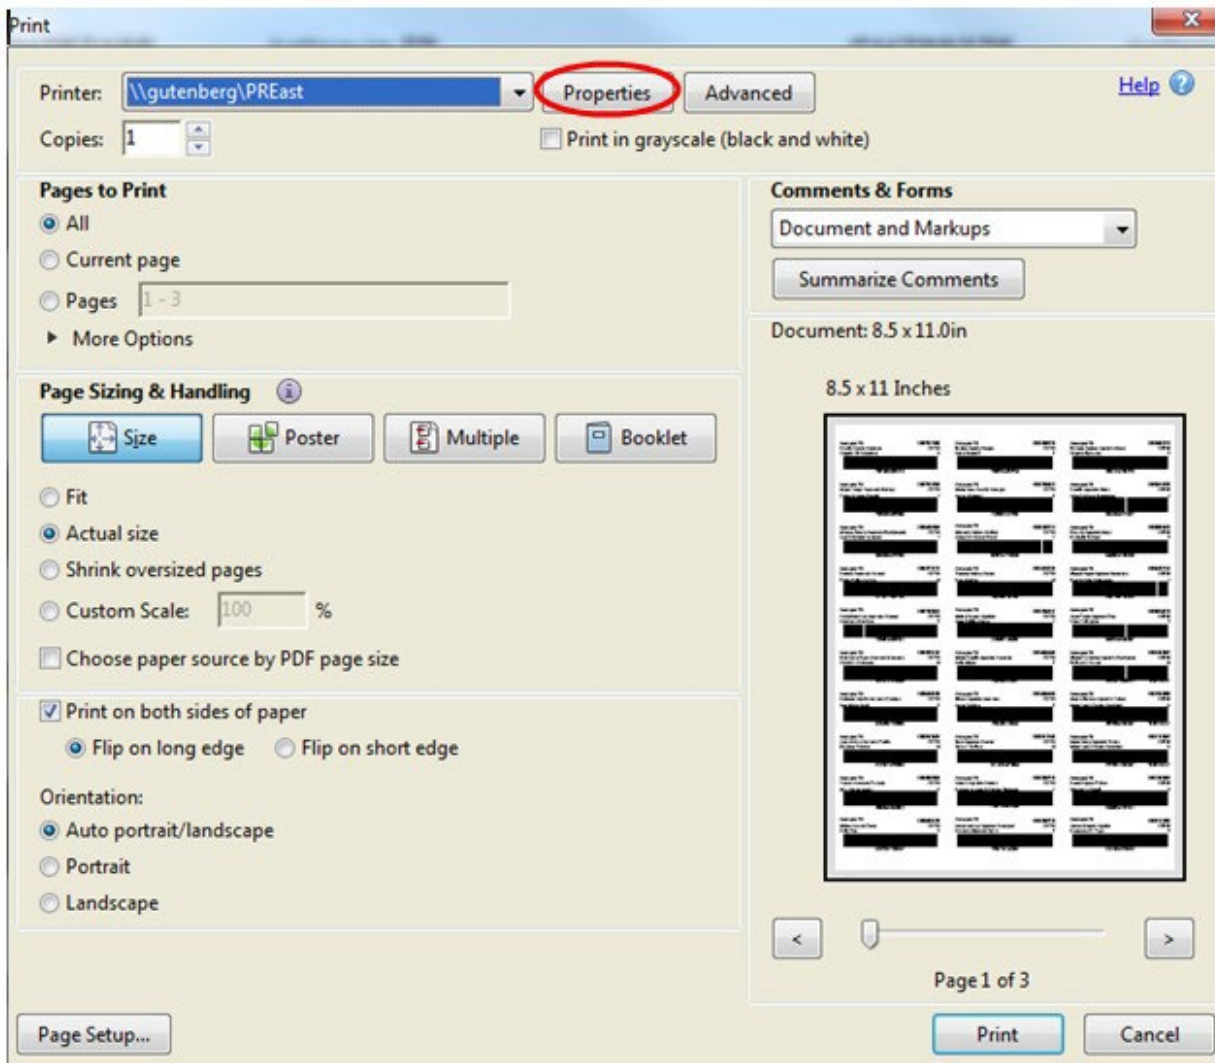 Print
Printer: \\gutenberg\PREast Properties Advanced Help
Copies: 1 Print in grayscale (black and white)
Pages to Print
All
Current page
Pages 1 - 3
More Options
Comments & Forms
Document and Markups
Summarize Comments
Page Sizing & Handling
Size Poster Multiple Booklet
Fit
Actual size
Shrink oversized pages
Custom Scale: 100 %
Choose paper source by PDF page size
Print on both sides of paper
Flip on long edge Flip on short edge
Orientation:
Auto portrait/landscape
Portrait
Landscape
Document: 8.5 x 11.0in
8.5 x 11 Inches
< >
Page 1 of 3
Page Setup... Print Cancel